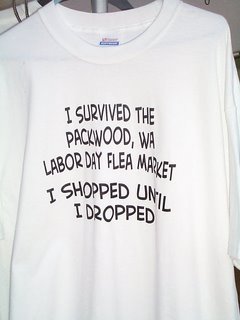 I SURVIVED THE
PACKWOOD, WA
LABOR DAY FLEA MARKET
I SHOPPED UNTIL
I DROPPED